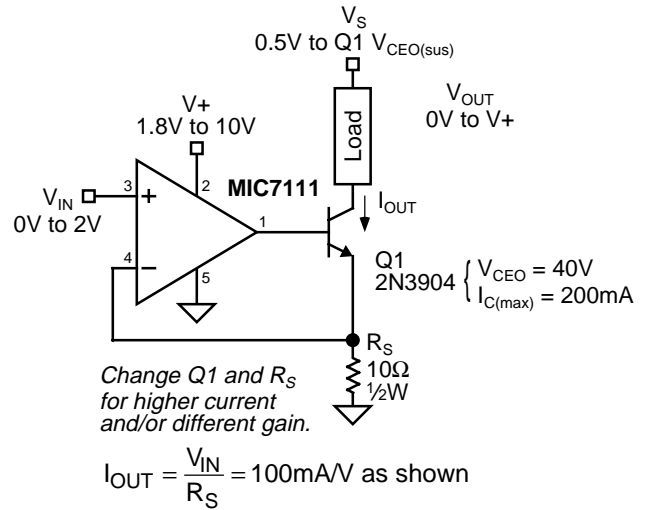 V_S
0.5V to Q1 V_CEO(sus)
V_OUT
0V to V+
V+
1.8V to 10V
Load
MIC7111
V_IN
0V to 2V
3
+
2
1
4
−
5
I_OUT
Q1
2N3904
{ V_CEO = 40V
I_C(max) = 200mA
R_S
10Ω
½W
Change Q1 and R_S
for higher current
and/or different gain.
I_OUT = V_IN / R_S = 100mA/V as shown